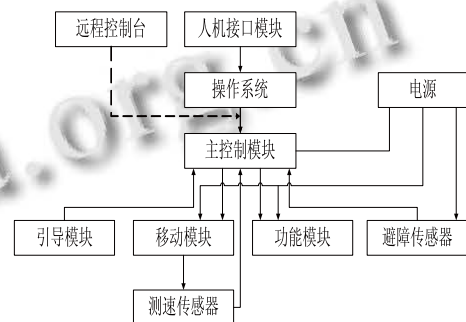 远程控制台
人机接口模块
操作系统
电源
主控制模块
引导模块
移动模块
功能模块
避障传感器
测速传感器
.org.cn